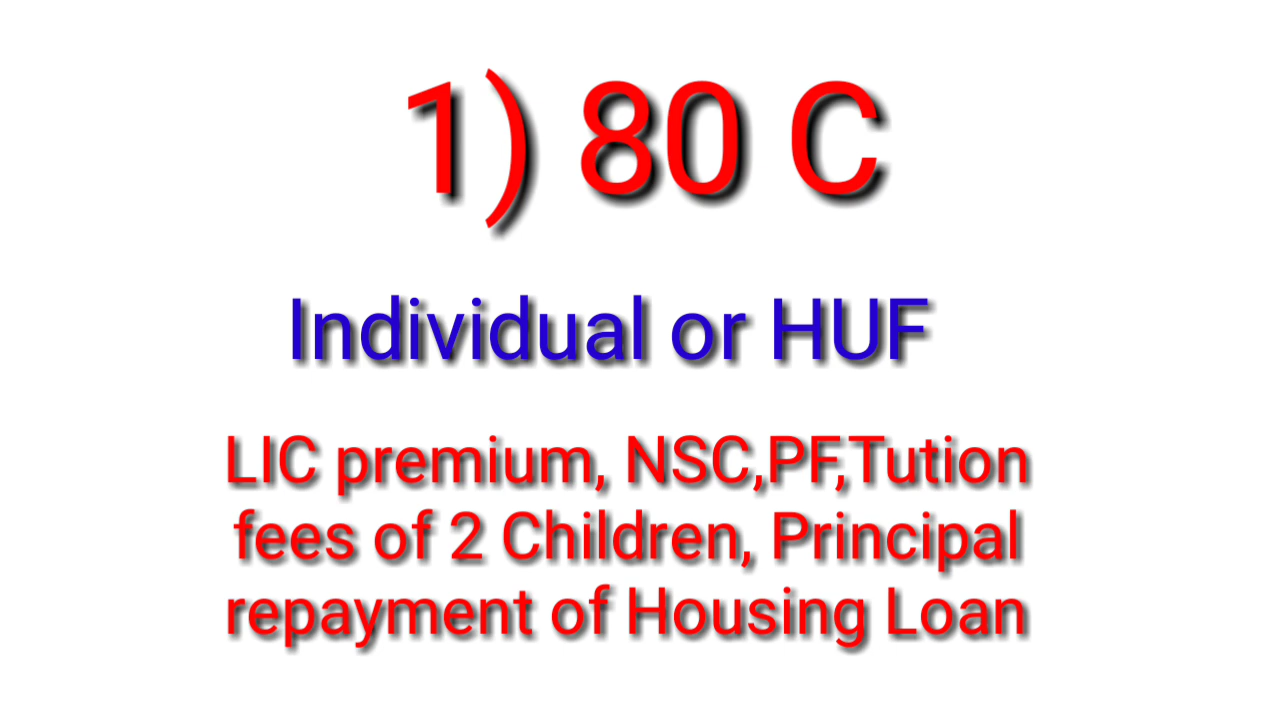 1) 80 C
Individual or HUF
LIC premium, NSC,PF,Tution
fees of 2 Children, Principal
repayment of Housing Loan